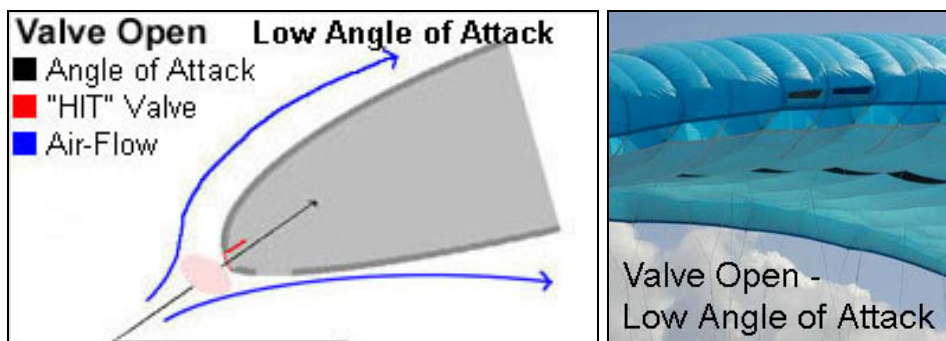 Valve Open Low Angle of Attack
Angle of Attack
"HIT" Valve
Air-Flow
Valve Open -
Low Angle of Attack